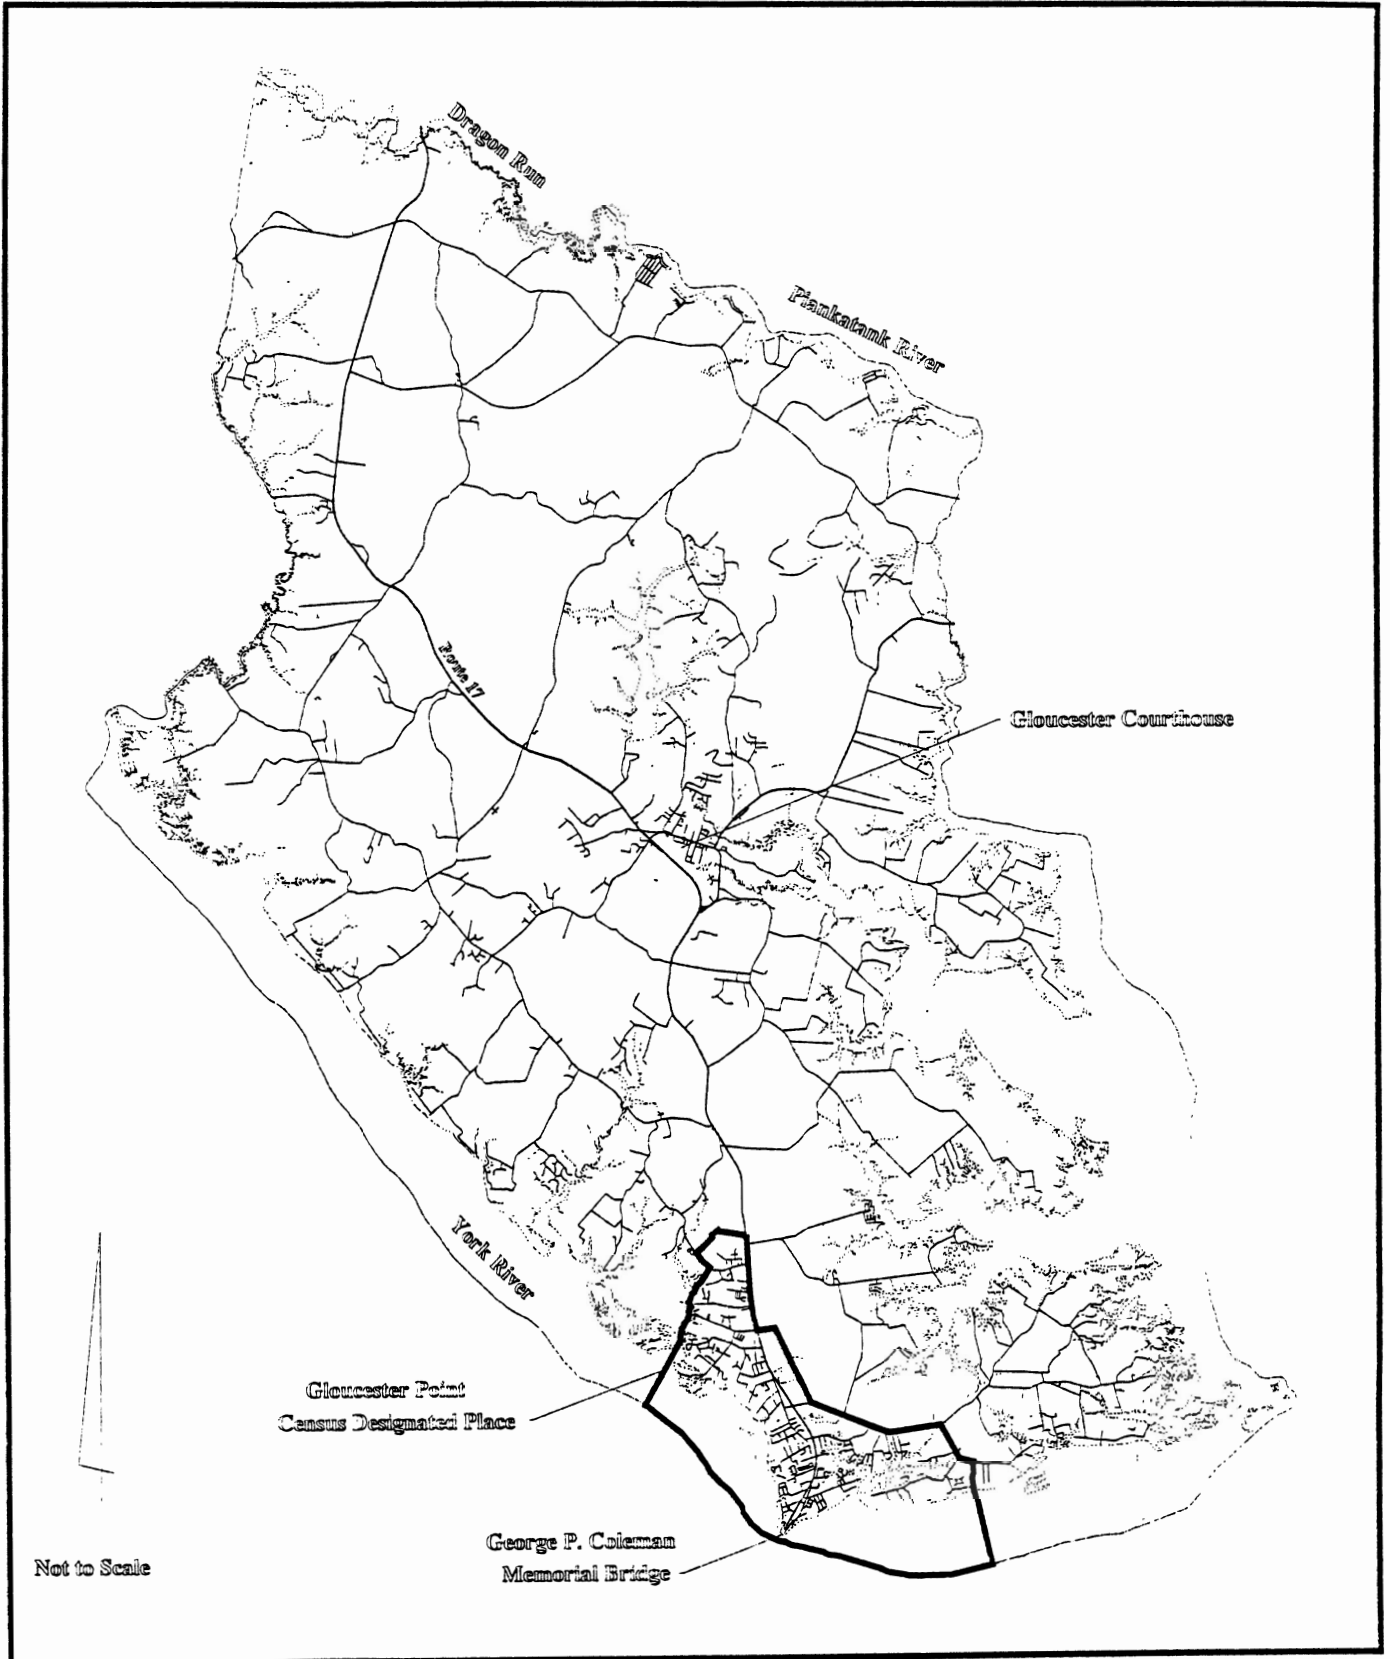 Dragon Run
Piankatank River
Route 17
Gloucester Courthouse
York River
Gloucester Point
Census Designated Place
George P. Coleman
Memorial Bridge
Not to Scale